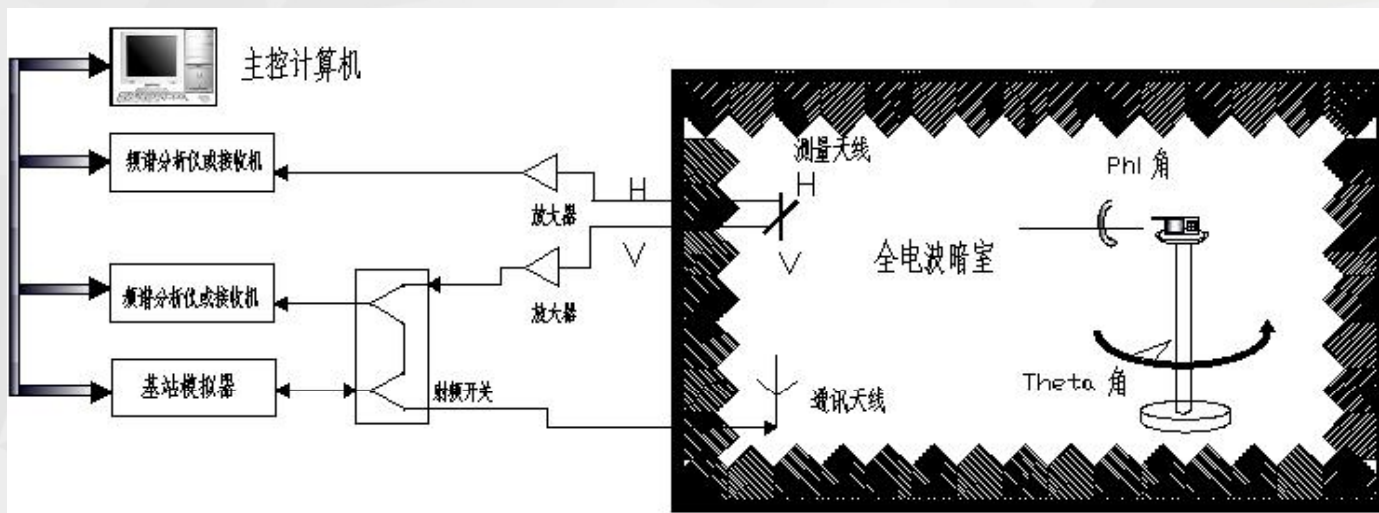 主控计算机
频谱分析仪或接收机
放大器
H
V
测量天线
H
V
Phi 角
全电波暗室
频谱分析仪或接收机
放大器
基站模拟器
射频开关
通讯天线
Theta 角